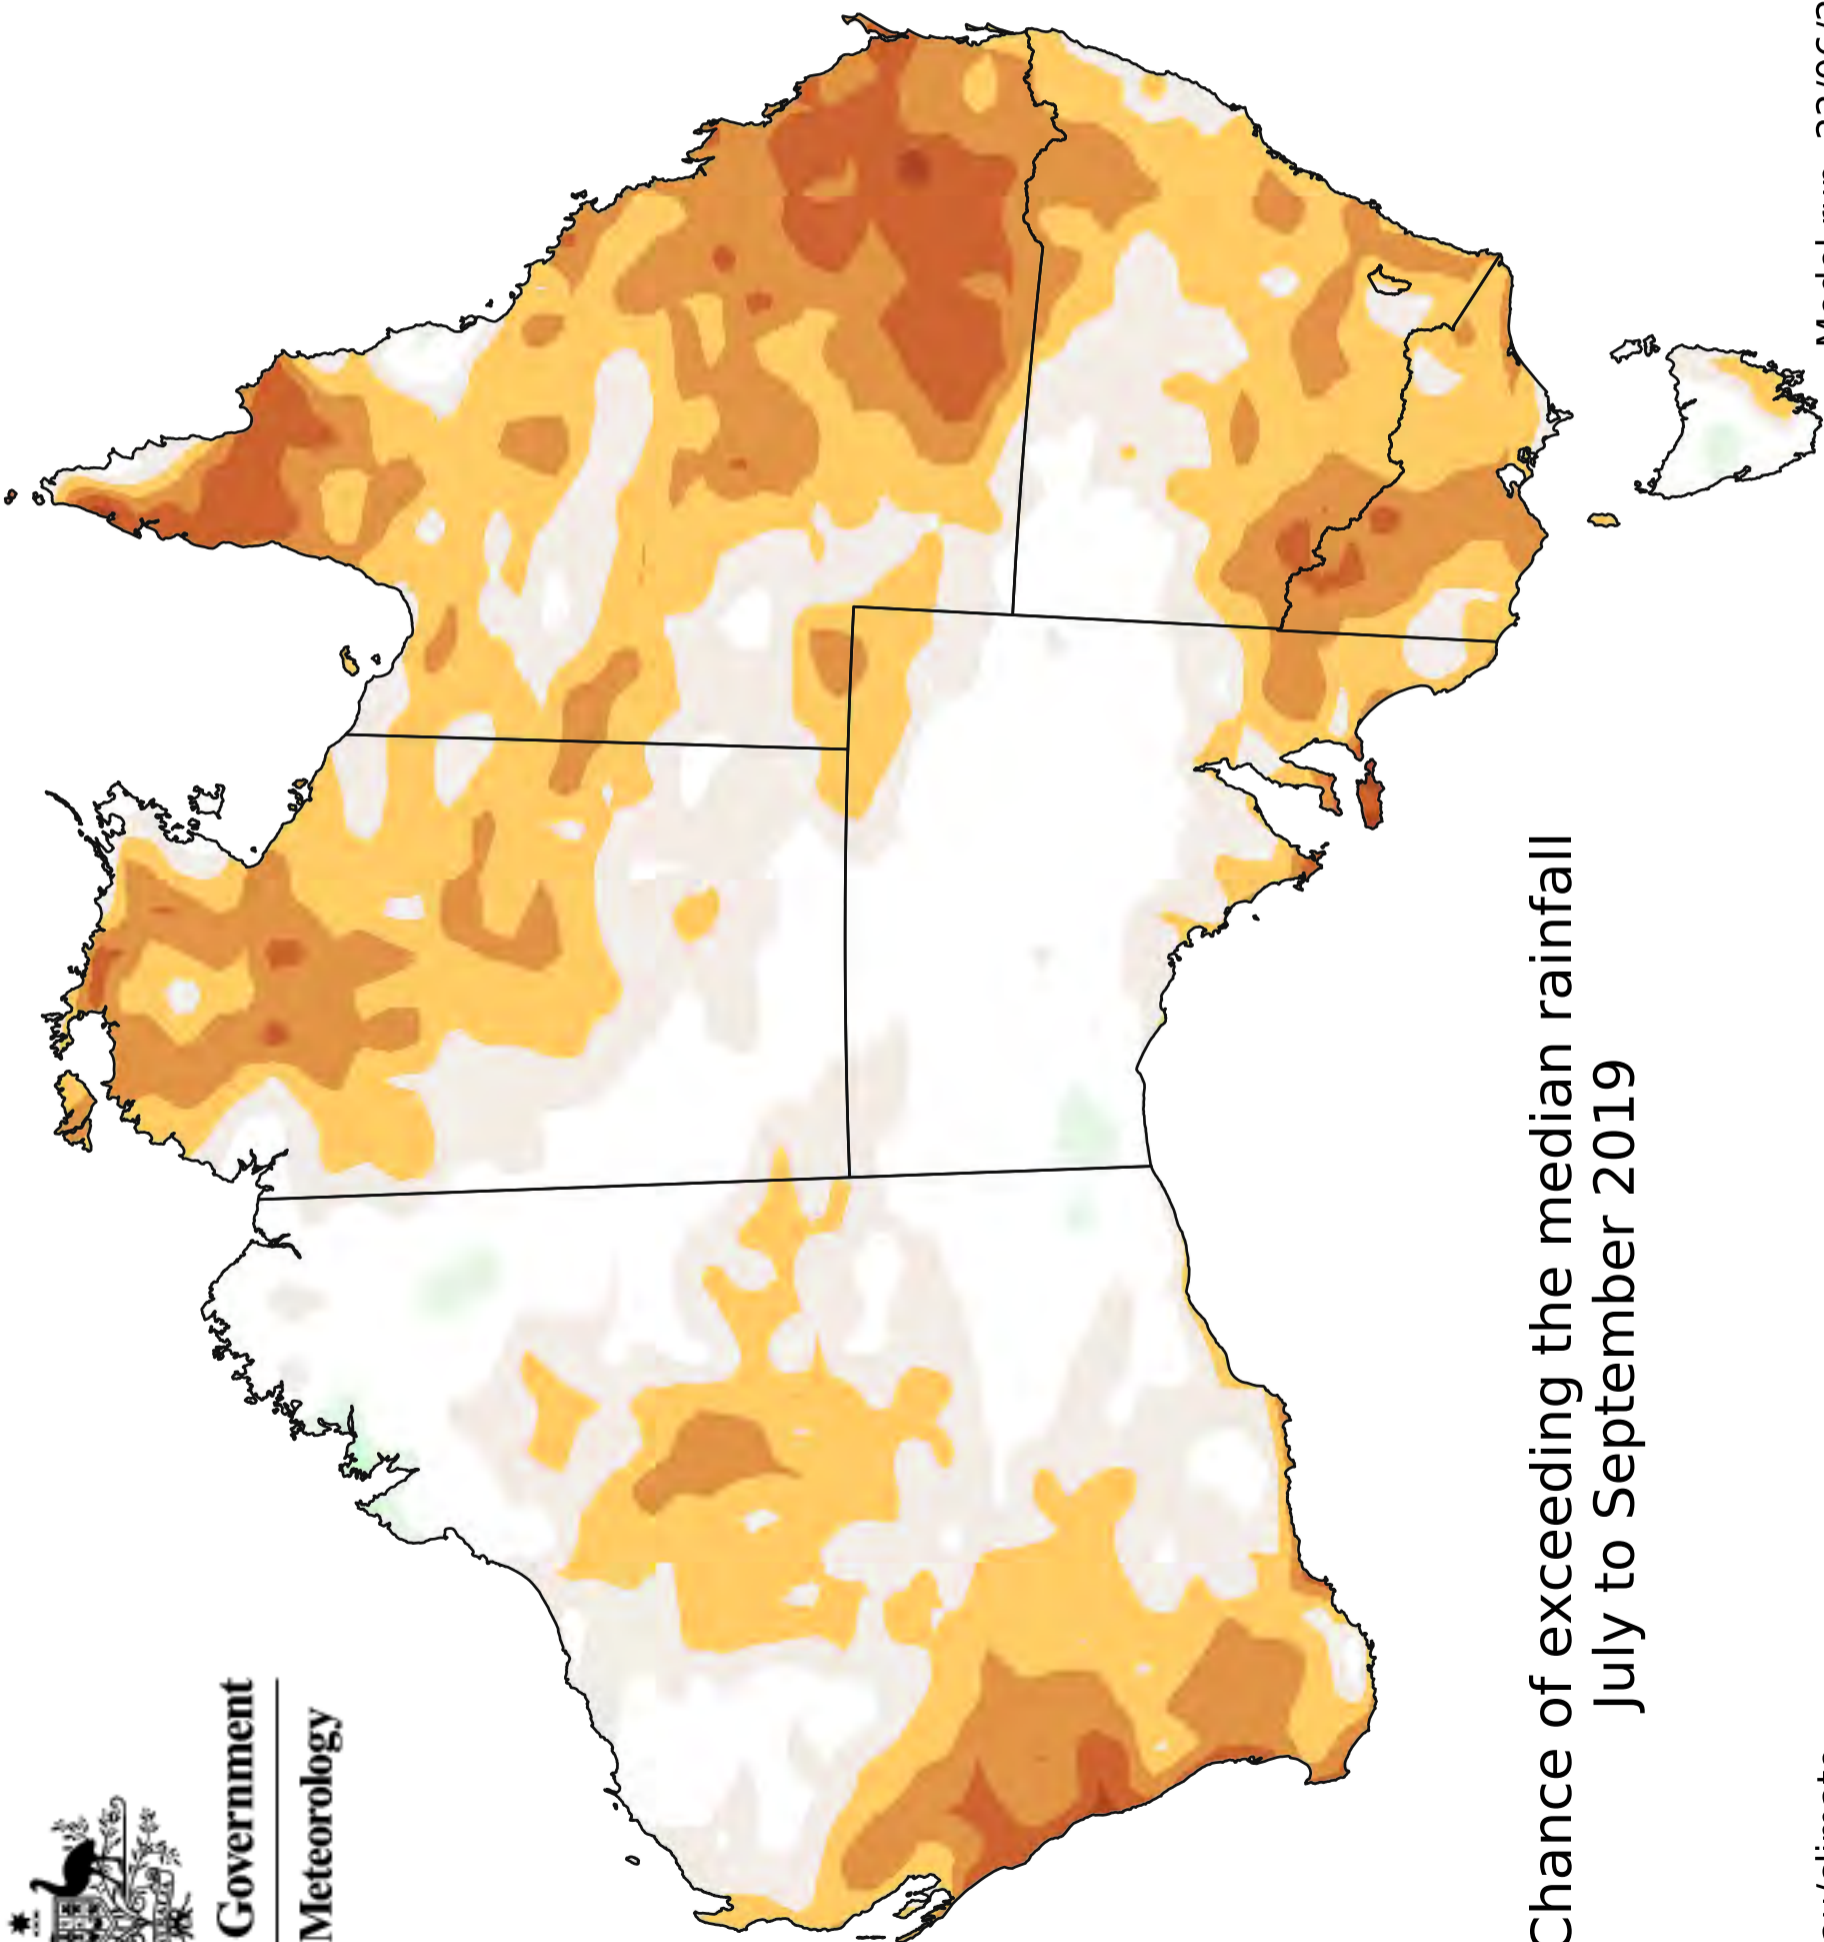 Government
Meteorology
Chance of exceeding the median rainfall
July to September 2019